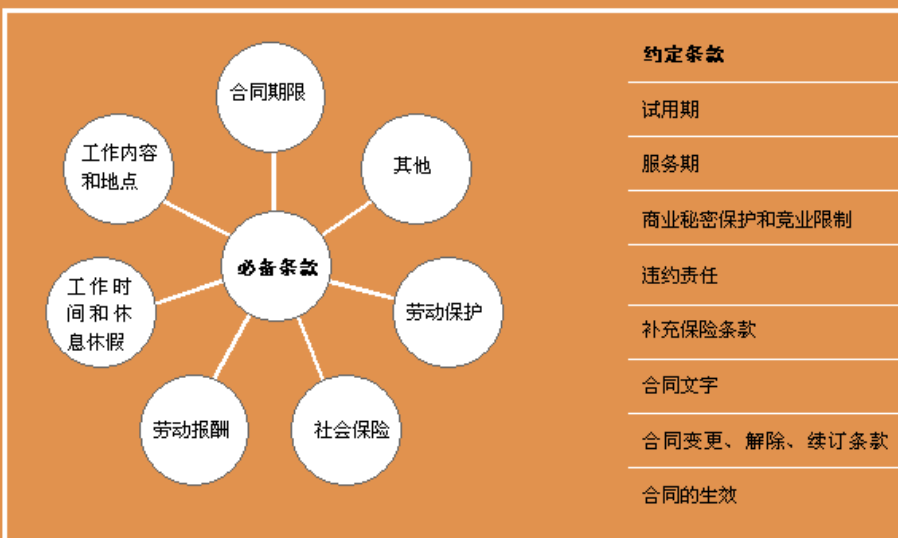 合同期限
其他
工作内容
和地点
必备条款
工作时
间和休
息休假
劳动保护
劳动报酬
社会保险
约定条款
试用期
服务期
商业秘密保护和竞业限制
违约责任
补充保险条款
合同文字
合同变更、解除、续订条款
合同的生效